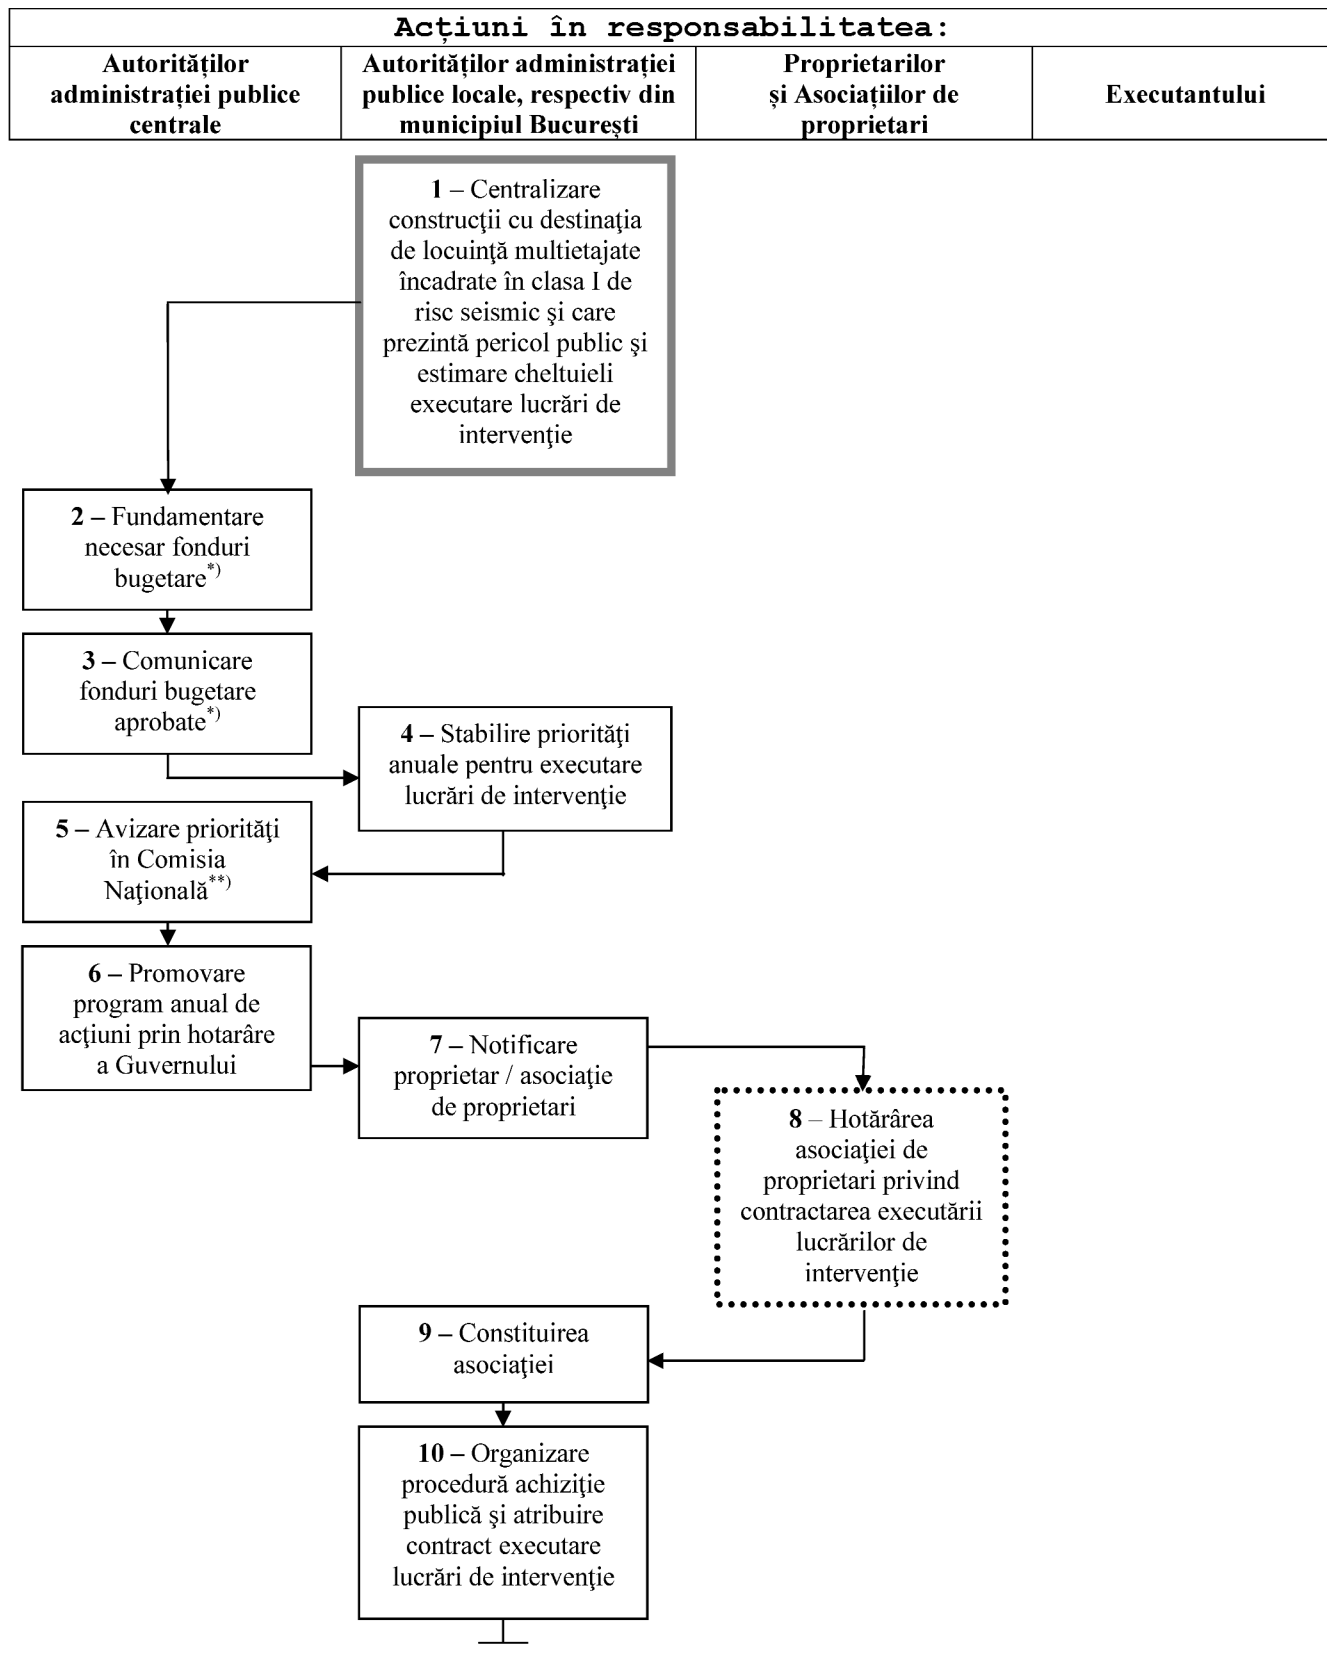 Acțiuni în responsabilitatea:
Autorităților
administrației publice
centrale
Autorităților administrației
publice locale, respectiv din
municipiul București
Proprietarilor
și Asociațiilor de
proprietari
Executantului
1 – Centralizare
construcţii cu destinaţia
de locuinţă multietajate
încadrate în clasa I de
risc seismic şi care
prezintă pericol public şi
estimare cheltuieli
executare lucrări de
intervenţie
2 – Fundamentare
necesar fonduri
bugetare*)
3 – Comunicare
fonduri bugetare
aprobate*)
4 – Stabilire priorităţi
anuale pentru executare
lucrări de intervenţie
5 – Avizare priorităţi
în Comisia
Naţională**)
6 – Promovare
program anual de
acţiuni prin hotarâre
a Guvernului
7 – Notificare
proprietar / asociaţie
de proprietari
8 – Hotărârea
asociaţiei de
proprietari privind
contractarea executării
lucrărilor de
intervenţie
9 – Constituirea
asociaţiei
10 – Organizare
procedură achiziţie
publică şi atribuire
contract executare
lucrări de intervenţie